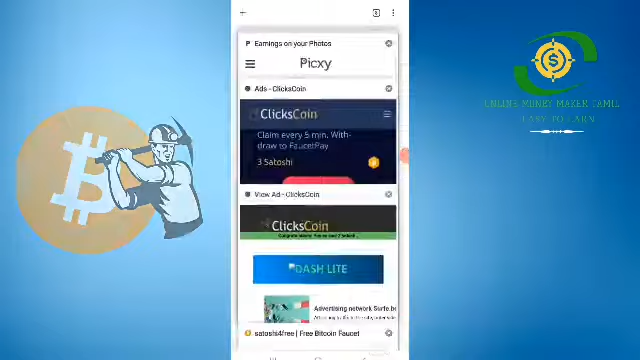 Earnings on your Photos
Picxy
Ads - ClicksCoin
ClicksCoin
Claim every 5 min. With-
draw to FaucetPay
3 Satoshi
View Ad - ClicksCoin
ClicksCoin
DASH LITE
Advertising network Surfe.be
satoshi4free | Free Bitcoin Faucet
ONLINE MONEY MAKER TAMIL
EASY TO EARN